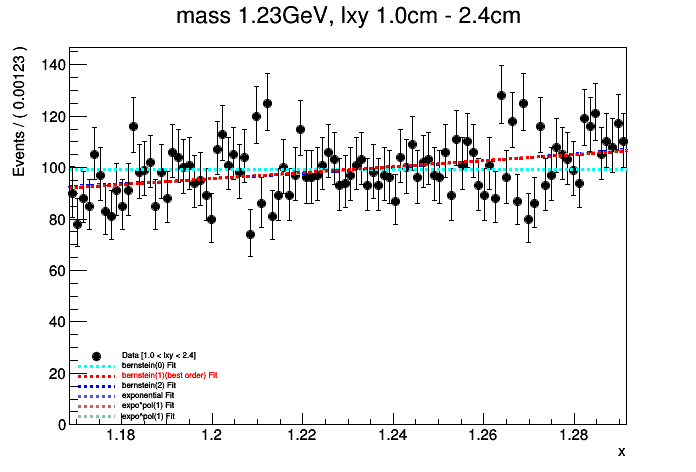 mass 1.23GeV, lxy 1.0cm - 2.4cm
Events / ( 0.00123 )
140
120
100
80
60
40
20
0
Data [1.0 < lxy < 2.4]
bernstein(0) Fit
bernstein(1)(best order) Fit
bernstein(2) Fit
exponential Fit
expo*pol(1) Fit
expo^pol(1) Fit
1.18 1.2 1.22 1.24 1.26 1.28
x